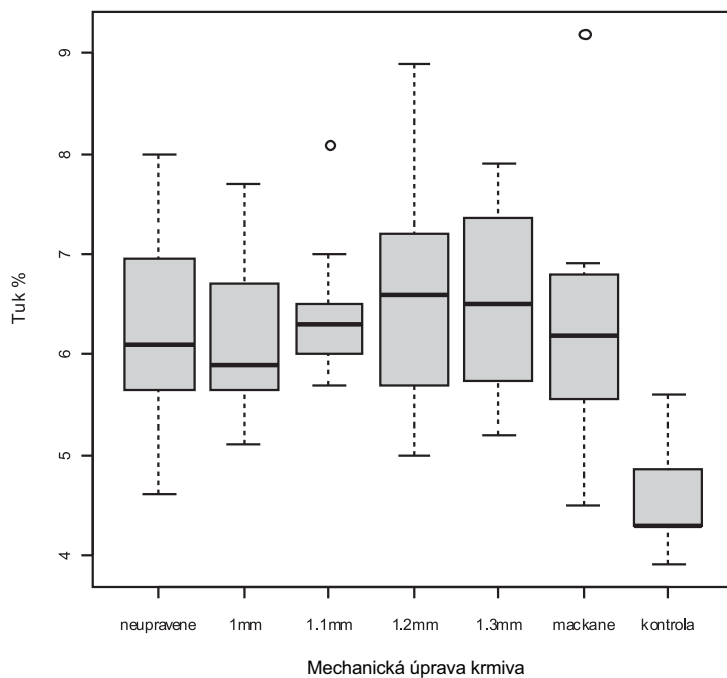 Tuk %
9
8
7
6
5
4
neupravene 1mm 1.1mm 1.2mm 1.3mm mackane kontrola
Mechanická úprava krmiva